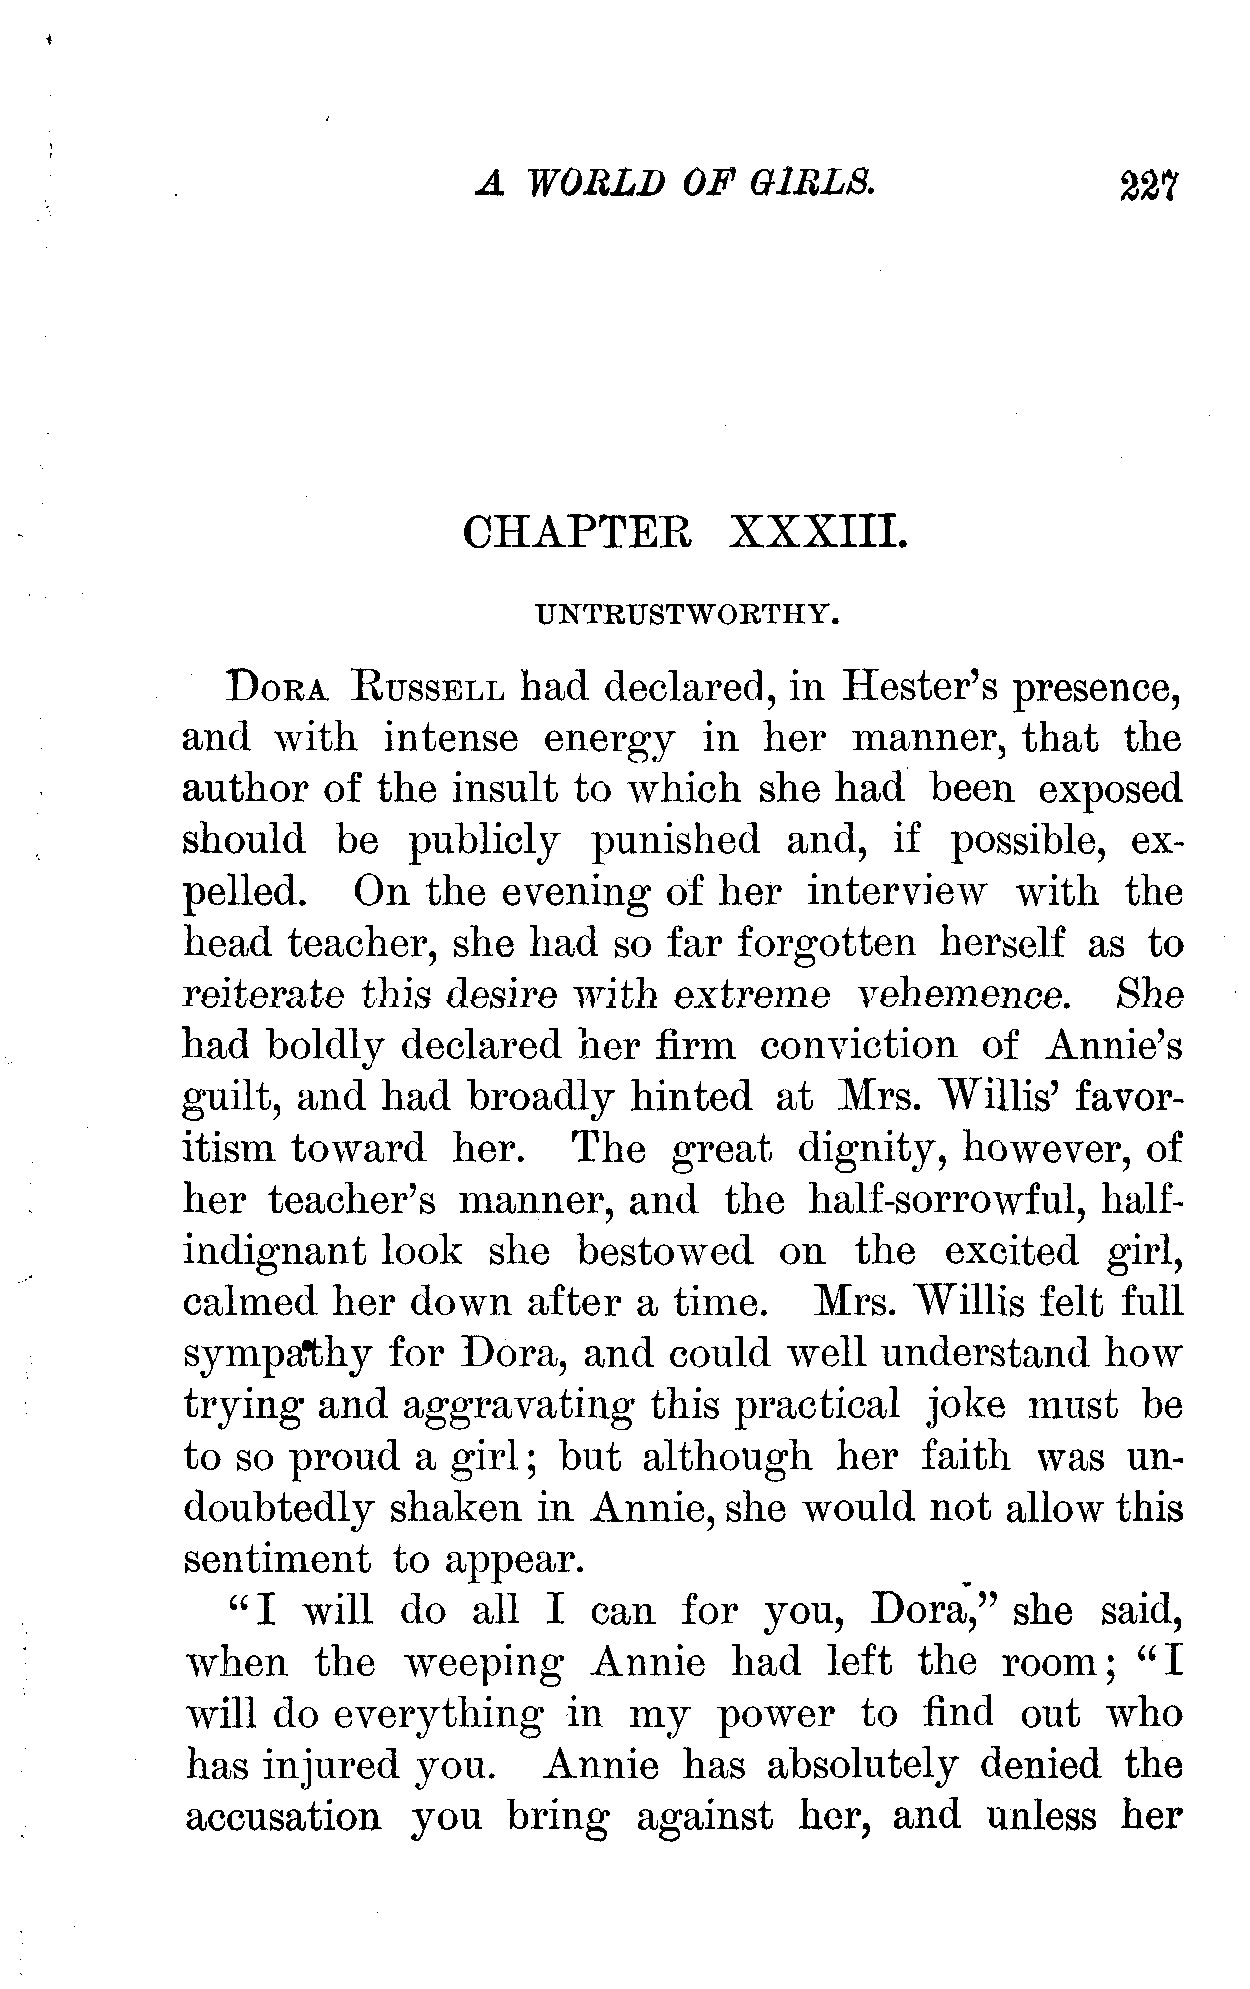 A WORLD OF GIRLS. 227
CHAPTER XXXIII.
UNTRUSTWORTHY.
DORA RUSSELL had declared, in Hester's presence,
and with intense energy in her manner, that the
author of the insult to which she had been exposed
should be publicly punished and, if possible, ex-
pelled. On the evening of her interview with the
head teacher, she had so far forgotten herself as to
reiterate this desire with extreme vehemence. She
had boldly declared her firm conviction of Annie's
guilt, and had broadly hinted at Mrs. Willis' favor-
itism toward her. The great dignity, however, of
her teacher's manner, and the half-sorrowful, half-
indignant look she bestowed on the excited girl,
calmed her down after a time. Mrs. Willis felt full
sympathy for Dora, and could well understand how
trying and aggravating this practical joke must be
to so proud a girl; but although her faith was un-
doubtedly shaken in Annie, she would not allow this
sentiment to appear.
"I will do all I can for you, Dora," she said,
when the weeping Annie had left the room; "I
will do everything in my power to find out who
has injured you. Annie has absolutely denied the
accusation you bring against her, and unless her